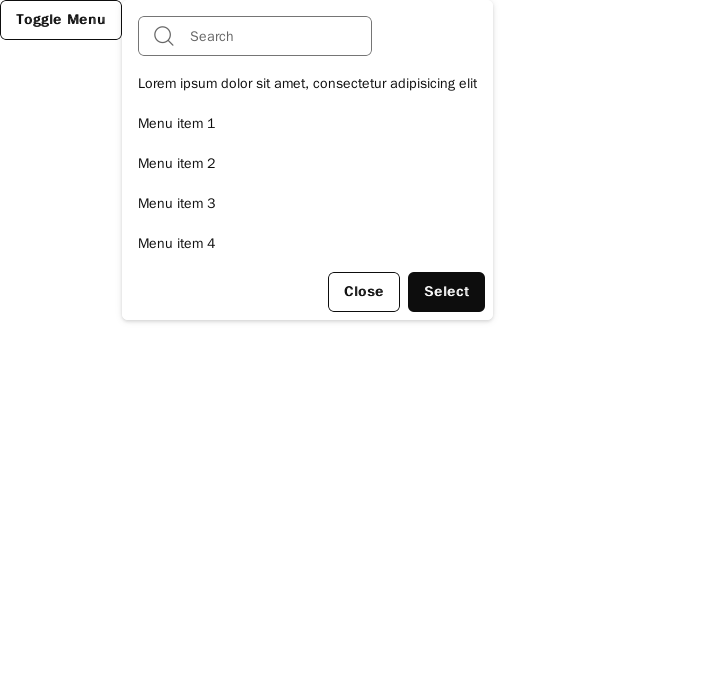 Toggle Menu
Search
Lorem ipsum dolor sit amet, consectetur adipisicing elit
Menu item 1
Menu item 2
Menu item 3
Menu item 4
Close Select